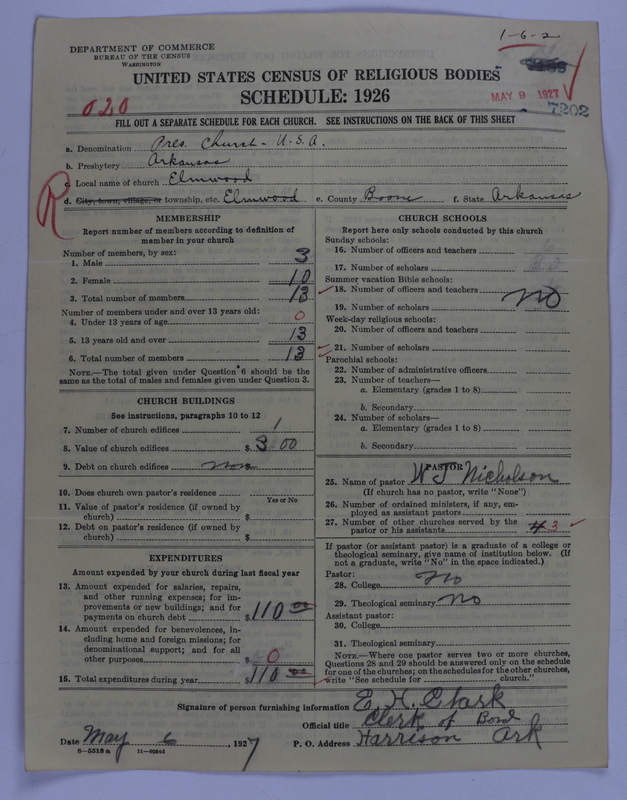 1-6-2
DEPARTMENT OF COMMERCE
BUREAU OF THE CENSUS
WASHINGTON
UNITED STATES CENSUS OF RELIGIOUS BODIES
SCHEDULE: 1926
020
MAY 9 1927
7202
FILL OUT A SEPARATE SCHEDULE FOR EACH CHURCH. SEE INSTRUCTIONS ON THE BACK OF THIS SHEET
a. Denomination Pres. Church - U.S.A.
b. Presbytery Arkansas
c. Local name of church Elmwood
R
d. City, town, village, or township, etc. Elmwood e. County Boone f. State Arkansas
MEMBERSHIP
Report number of members according to definition of
member in your church
Number of members, by sex:
1. Male 3
2. Female 10
3. Total number of members 13
Number of members under and over 13 years old:
4. Under 13 years of age 0
5. 13 years old and over 13
6. Total number of members 13
NOTE.—The total given under Question 6 should be the
same as the total of males and females given under Question 3.
CHURCH BUILDINGS
See instructions, paragraphs 10 to 12
7. Number of church edifices 1
8. Value of church edifices $ 300
9. Debt on church edifices none
10. Does church own pastor's residence
Yes or No
11. Value of pastor's residence (if owned by
church) $
12. Debt on pastor's residence (if owned by
church) $
EXPENDITURES
Amount expended by your church during last fiscal year
13. Amount expended for salaries, repairs,
and other running expenses; for im-
provements or new buildings; and for
payments on church debt $ 110 00
14. Amount expended for benevolences, in-
cluding home and foreign missions; for
denominational support; and for all
other purposes $ 0
15. Total expenditures during year $ 110 00
CHURCH SCHOOLS
Report here only schools conducted by this church
Sunday schools:
16. Number of officers and teachers
17. Number of scholars
Summer vacation Bible schools:
18. Number of officers and teachers
no
19. Number of scholars
Week-day religious schools:
20. Number of officers and teachers
21. Number of scholars
Parochial schools:
22. Number of administrative officers
23. Number of teachers—
a. Elementary (grades 1 to 8)
b. Secondary
24. Number of scholars—
a. Elementary (grades 1 to 8)
b. Secondary
PASTOR
25. Name of pastor W J Nicholson
(If church has no pastor, write "None")
26. Number of ordained ministers, if any, em-
ployed as assistant pastors
27. Number of other churches served by the
pastor or his assistants 3
If pastor (or assistant pastor) is a graduate of a college or
theological seminary, give name of institution below. (If
not a graduate, write "No" in the space indicated.)
Pastor:
28. College no
29. Theological seminary no
Assistant pastor:
30. College
31. Theological seminary
NOTE.—Where one pastor serves two or more churches,
Questions 28 and 29 should be answered only on the schedule
for one of the churches; on the schedules for the other churches,
write "See schedule for church."
Signature of person furnishing information E. H. Clark
Official title Clerk of Bord
Date May 6, 1927 P. O. Address Harrison Ark
8-5518a